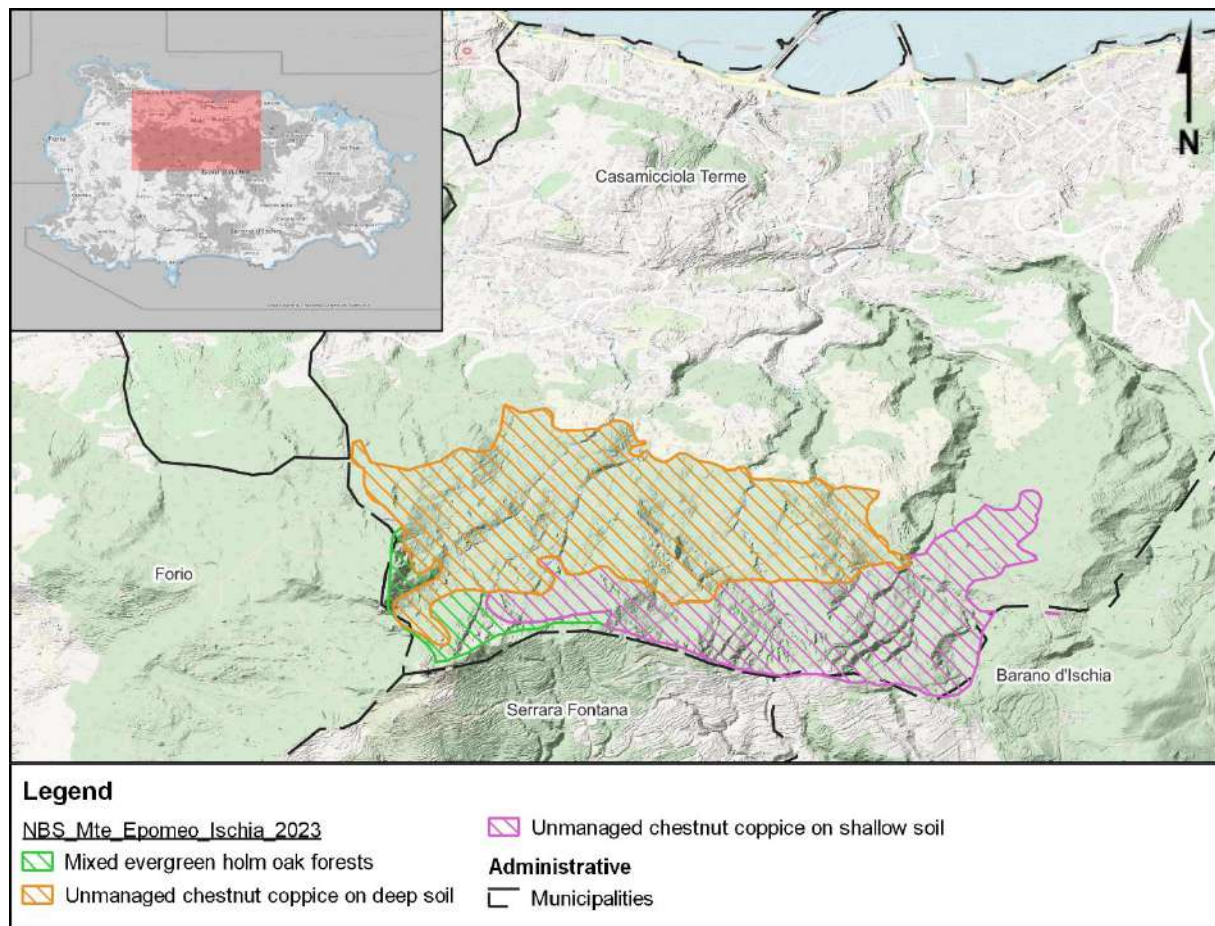 N
Casamicciola Terme
Forio
Barano d'Ischia
Serrara Fontana
Legend
NBS_Mte_Epomeo_Ischia_2023
Mixed evergreen holm oak forests
Unmanaged chestnut coppice on deep soil
Unmanaged chestnut coppice on shallow soil
Administrative
Municipalities